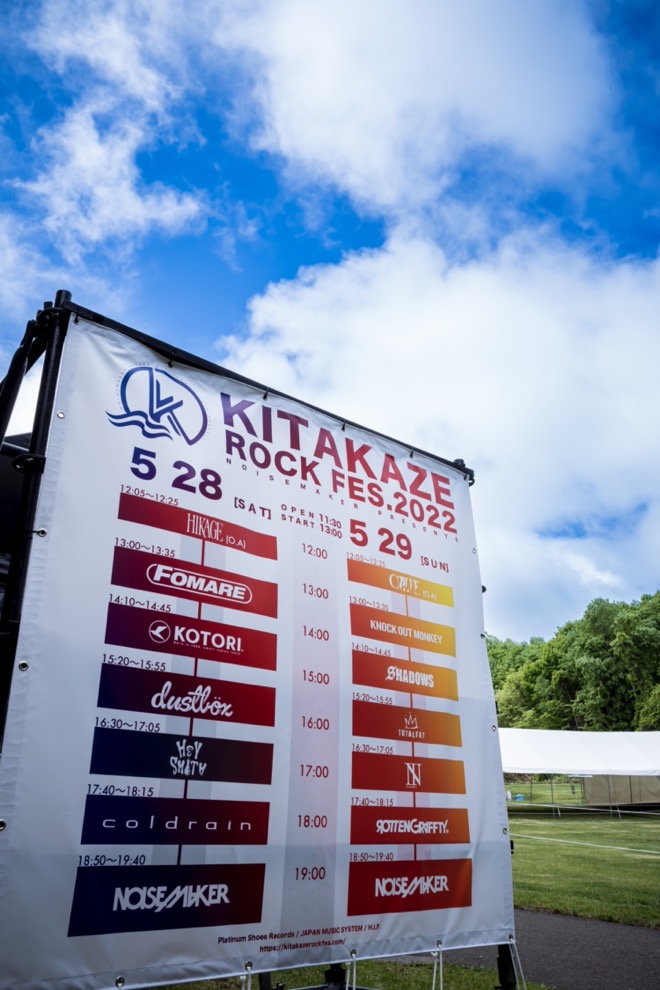 KITAKAZE
ROCK FES.2022
NOISEMAKER PRESENTS
5 28 [SAT]
OPEN 11:30
START 13:00
5 29 [SUN]
12:05~12:25
HIKAGE (O.A)
13:00~13:35
FOMARE
14:10~14:45
KOTORI
15:20~15:55
dustbox
16:30~17:05
HEY
SMITH
17:40~18:15
coldrain
18:50~19:40
NOISEMAKER
12:00
13:00
14:00
15:00
16:00
17:00
18:00
19:00
12:05~12:25
(O.A)
13:00~13:35
KNOCK OUT MONKEY
14:10~14:45
SHADOWS
15:20~15:55
TOTALFAT
16:30~17:05
17:40~18:15
ROTTENGRAFFTY
18:50~19:40
NOISEMAKER
Platinum Shoes Records / JAPAN MUSIC SYSTEM / H.I.P.
https://kitakazerockfes.com/